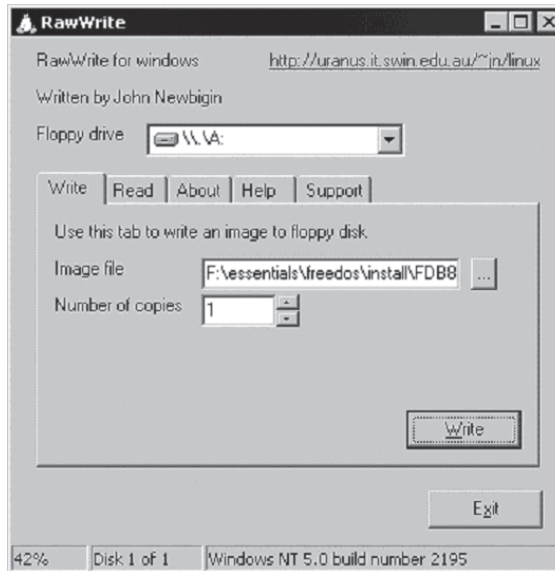 RawWrite
RawWrite for windows http://uranus.it.swin.edu.au/~jn/linux
Written by John Newbigin
Floppy drive \\.\A:
Write Read About Help Support
Use this tab to write an image to floppy disk
Image file F:\essentials\freedos\install\FDB8 ...
Number of copies 1
Write
Exit
42% Disk 1 of 1 Windows NT 5.0 build number 2195